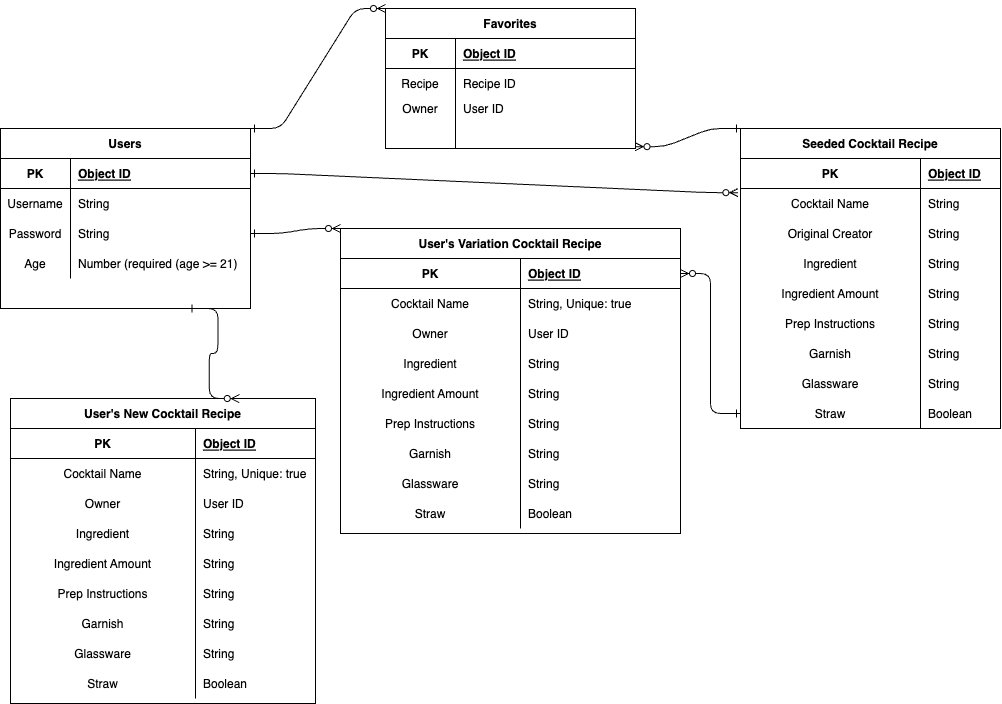 Favorites
PK Object ID
Recipe Recipe ID
Owner User ID
Users
PK Object ID
Username String
Password String
Age Number (required (age >= 21)
Seeded Cocktail Recipe
PK Object ID
Cocktail Name String
Original Creator String
Ingredient String
Ingredient Amount String
Prep Instructions String
Garnish String
Glassware String
Straw Boolean
User's Variation Cocktail Recipe
PK Object ID
Cocktail Name String, Unique: true
Owner User ID
Ingredient String
Ingredient Amount String
Prep Instructions String
Garnish String
Glassware String
Straw Boolean
User's New Cocktail Recipe
PK Object ID
Cocktail Name String, Unique: true
Owner User ID
Ingredient String
Ingredient Amount String
Prep Instructions String
Garnish String
Glassware String
Straw Boolean